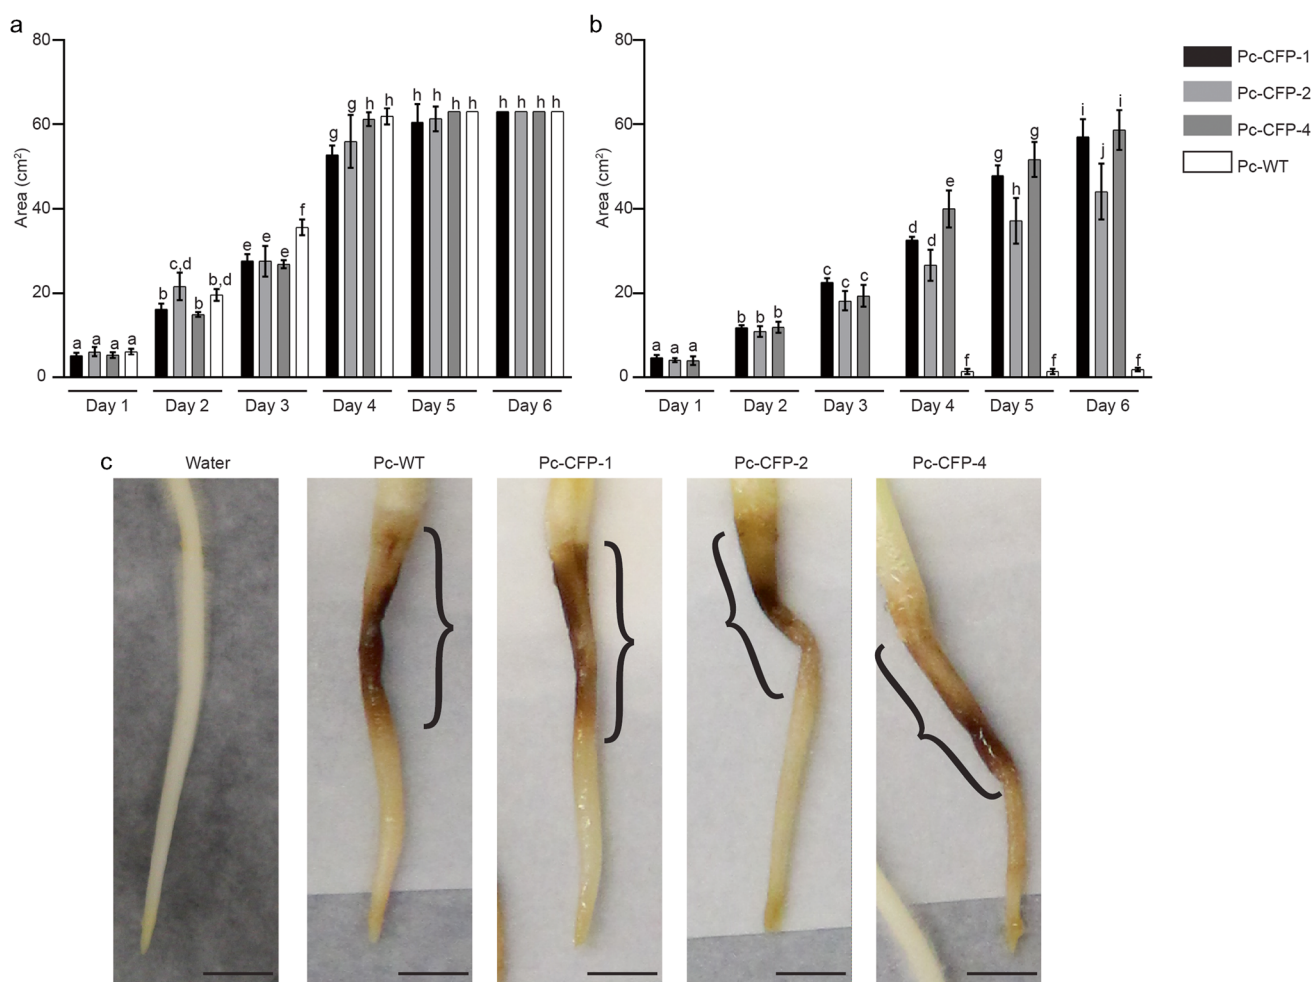 a
80
60
40
20
0
Area (cm²)
a a a a
b c,d b b,d
e e e f
g g h h
h h h h
h h h h
Day 1 Day 2 Day 3 Day 4 Day 5 Day 6
b
80
60
40
20
0
Area (cm²)
a a a
b b b
c c c
d d e f
g h g f
i j i f
Day 1 Day 2 Day 3 Day 4 Day 5 Day 6
Pc-CFP-1
Pc-CFP-2
Pc-CFP-4
Pc-WT
c
Water Pc-WT Pc-CFP-1 Pc-CFP-2 Pc-CFP-4